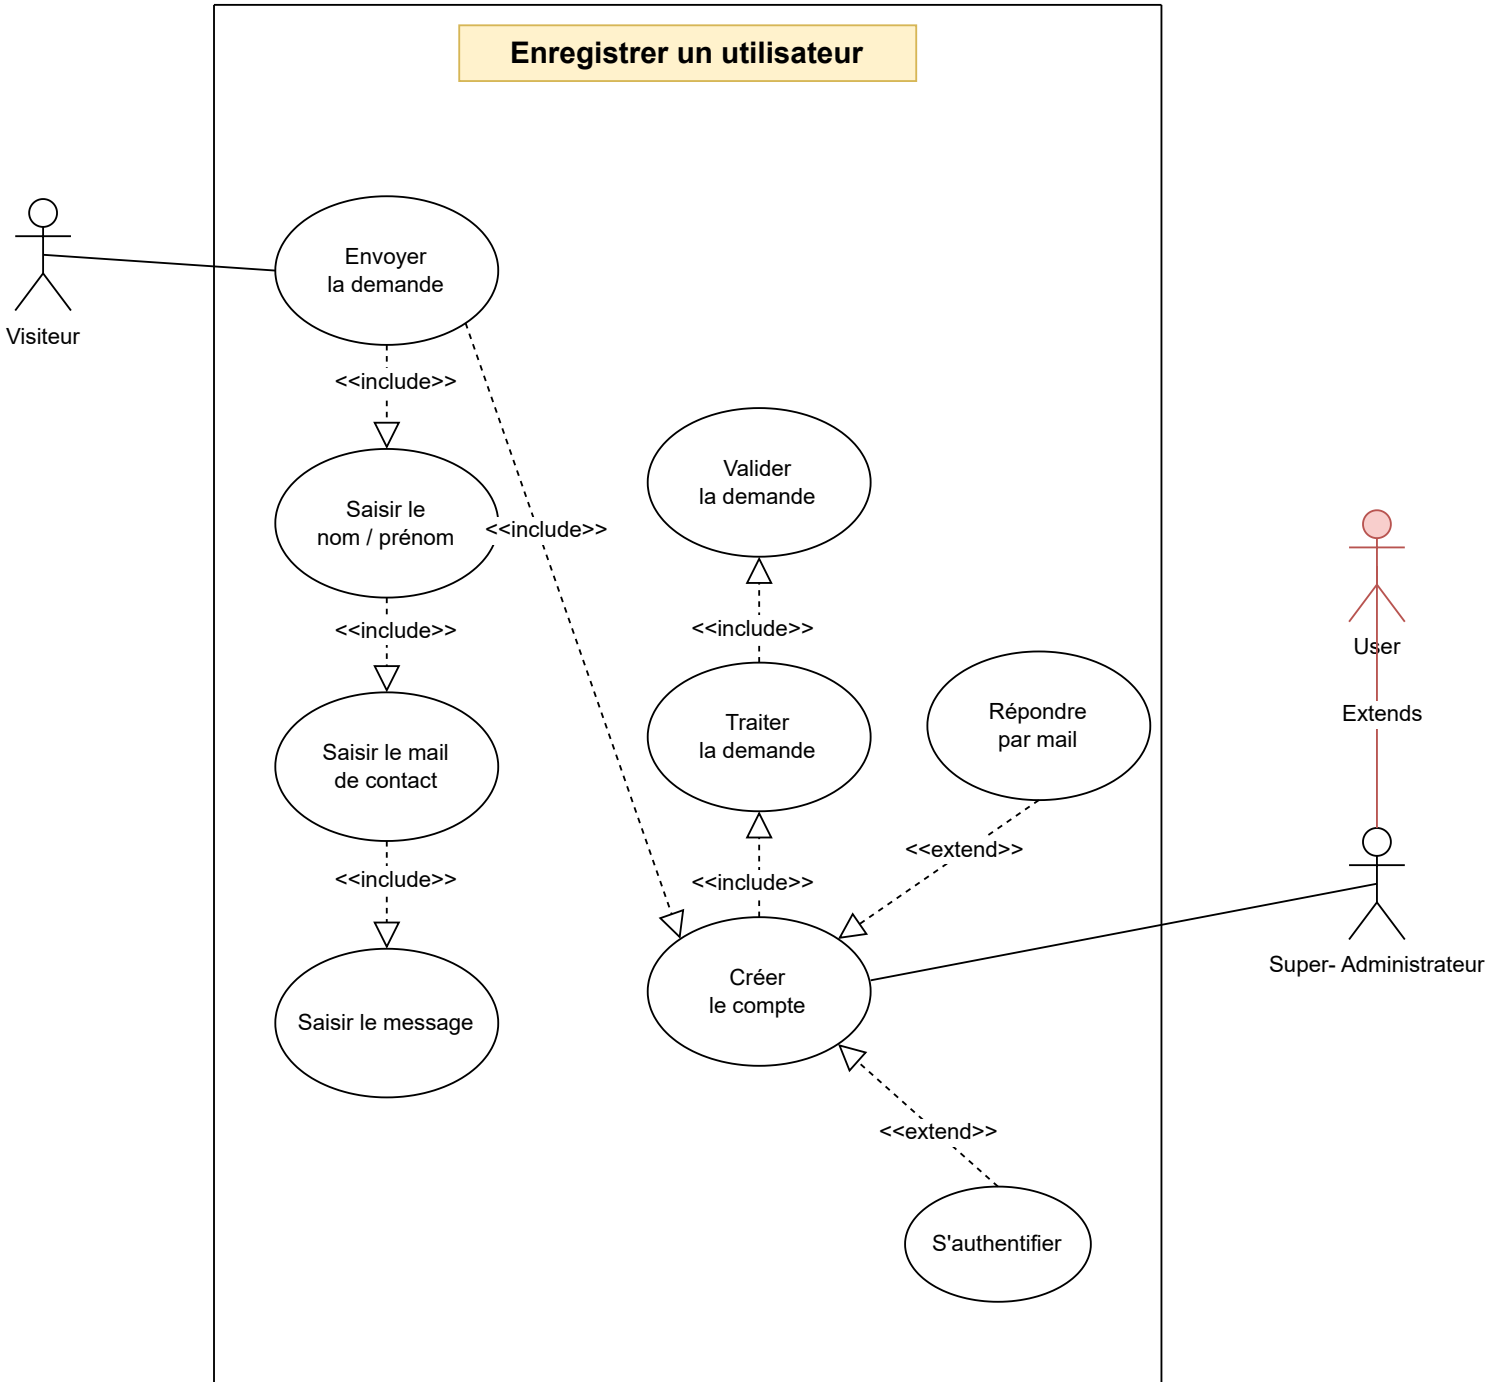 Enregistrer un utilisateur
Envoyer
la demande
Visiteur
<<include>>
Valider
la demande
Saisir le
nom / prénom
<<include>>
<<include>>
<<include>>
User
Traiter
la demande
Répondre
par mail
Extends
Saisir le mail
de contact
<<extend>>
<<include>>
<<include>>
Super- Administrateur
Créer
le compte
Saisir le message
<<extend>>
S'authentifier